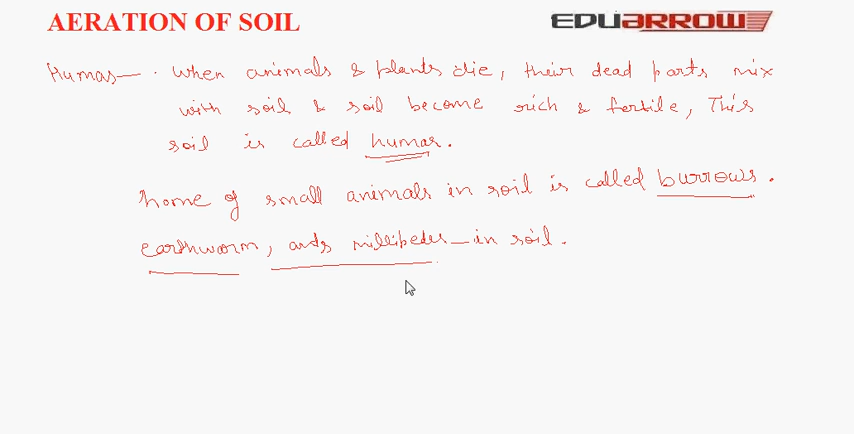 AERATION OF SOIL
EDUARROW
Humas — . When animals & plants die, their dead parts mix
with soil & soil become rich & fertile, This
soil is called humas.
home of small animals in soil is called burrows.
earthworm, ants millipedes — in soil.